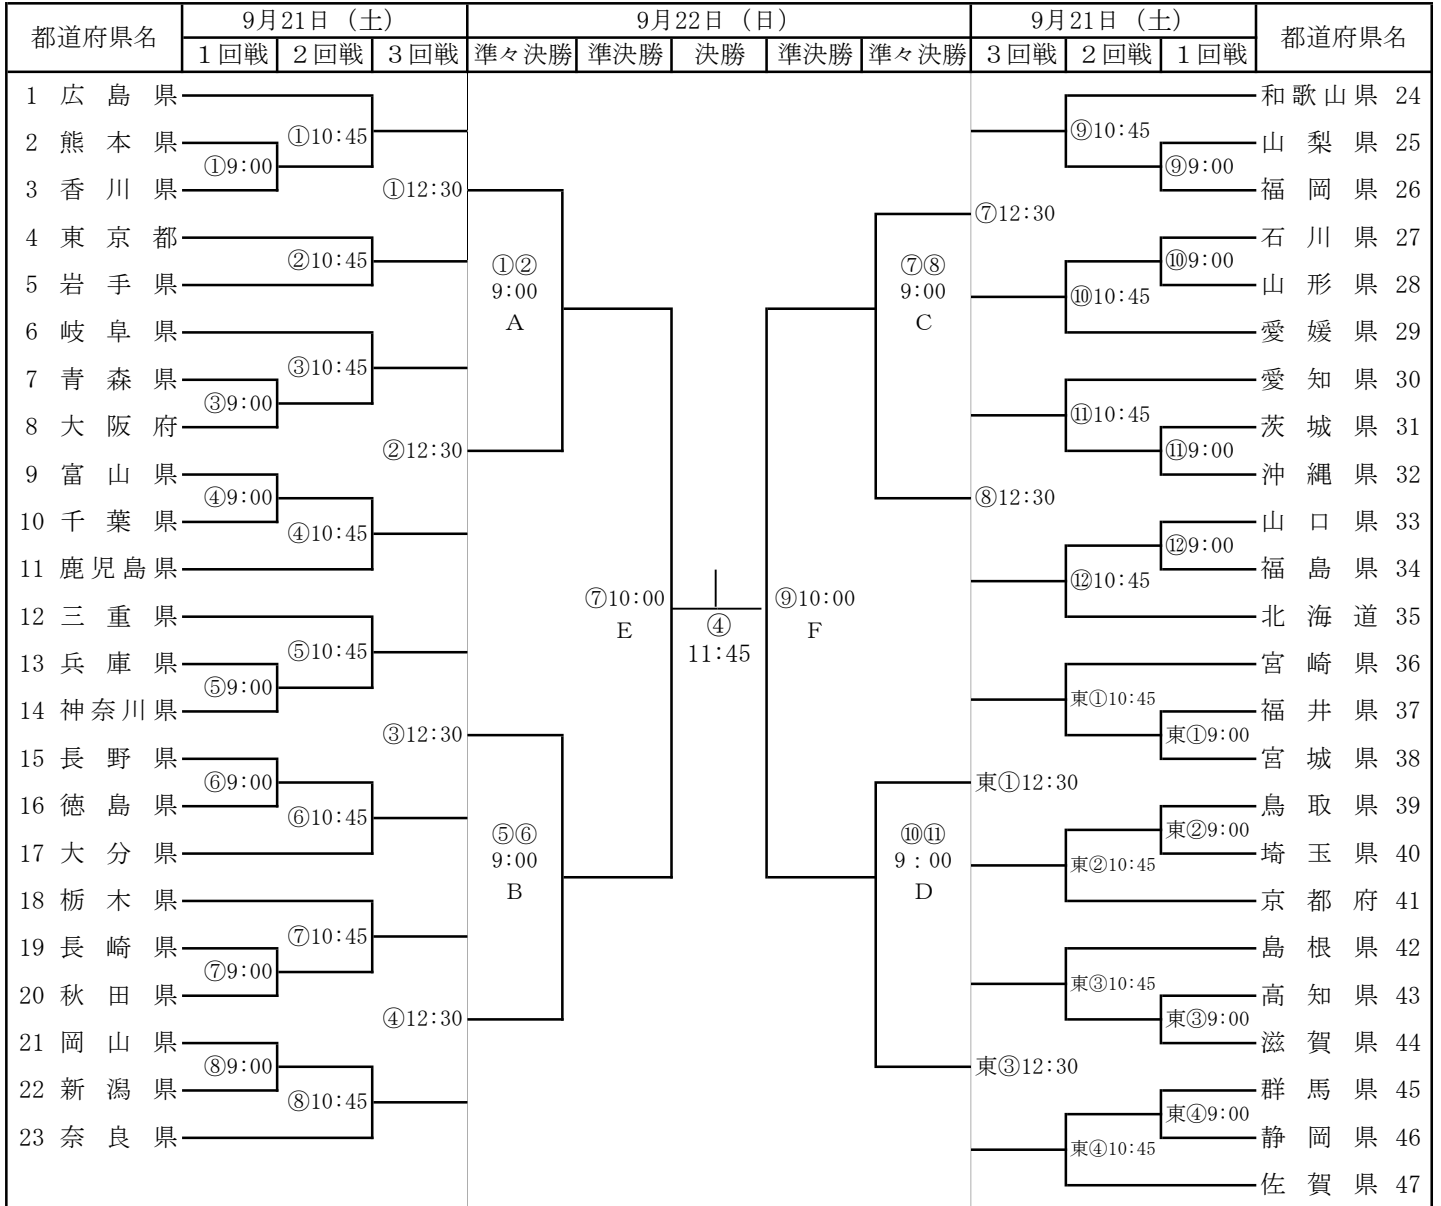 都道府県名 9月21日（土） 9月22日（日） 9月21日（土） 都道府県名
１回戦 ２回戦 ３回戦 準々決勝 準決勝 決勝 準決勝 準々決勝 ３回戦 ２回戦 １回戦
1 広島県 和歌山県 24
①10:45 ⑨10:45
2 熊本県 山梨県 25
①9:00 ⑨9:00
3 香川県 ①12:30 福岡県 26
⑦12:30
4 東京都 石川県 27
②10:45 ①② ⑦⑧ ⑩9:00
5 岩手県 9:00 9:00 ⑩10:45 山形県 28
A C
6 岐阜県 愛媛県 29
③10:45
7 青森県 愛知県 30
③9:00 ⑪10:45
8 大阪府 茨城県 31
②12:30 ⑪9:00
9 富山県 沖縄県 32
④9:00 ⑧12:30
10 千葉県 山口県 33
④10:45 ⑫9:00
11 鹿児島県 福島県 34
⑫10:45
⑦10:00 ⑨10:00
12 三重県 北海道 35
E ④ F
⑤10:45 11:45
13 兵庫県 宮崎県 36
⑤9:00 東①10:45
14 神奈川県 福井県 37
③12:30 東①9:00
15 長野県 宮城県 38
⑥9:00 東①12:30
16 徳島県 鳥取県 39
⑥10:45 ⑤⑥ ⑩⑪ 東②9:00
17 大分県 9:00 9：00 東②10:45 埼玉県 40
B D
18 栃木県 京都府 41
⑦10:45
19 長崎県 島根県 42
⑦9:00 東③10:45
20 秋田県 高知県 43
④12:30 東③9:00
21 岡山県 滋賀県 44
⑧9:00 東③12:30
22 新潟県 群馬県 45
⑧10:45 東④9:00
23 奈良県 静岡県 46
東④10:45
佐賀県 47